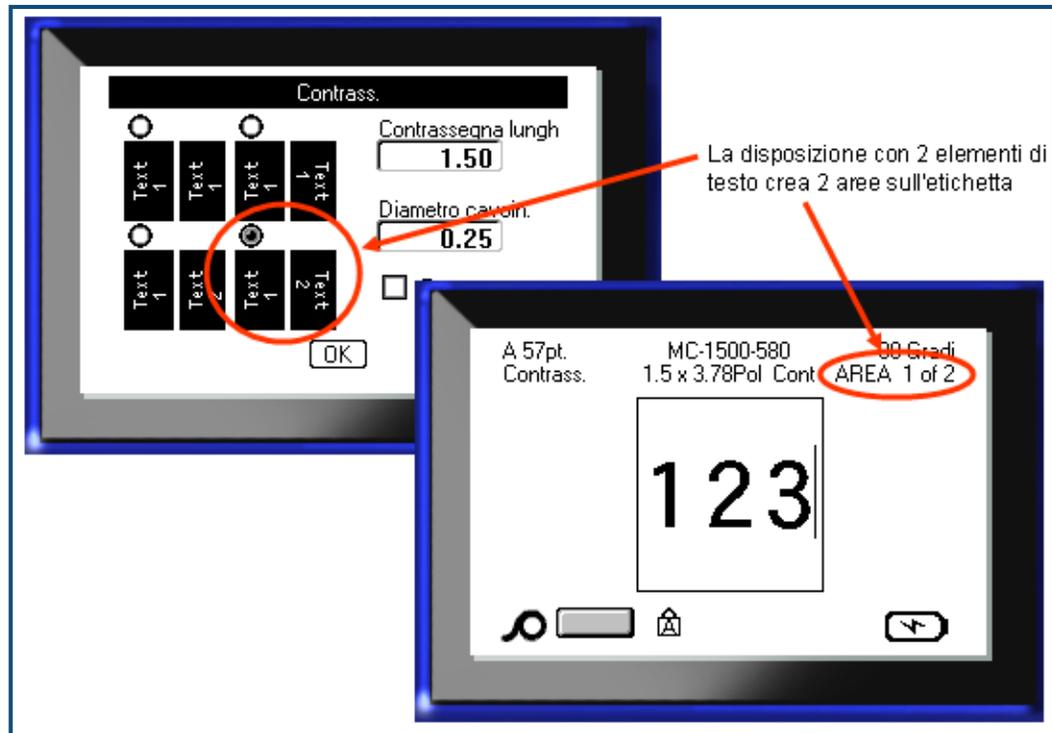 Contrass.
Text 1
Text 1
Text 1
Text 1
Contrassegna lungh
1.50
Diametro cavoin.
0.25
Text 1
Text 2
Text 1
Text 2
OK
La disposizione con 2 elementi di
testo crea 2 aree sull'etichetta
A 57pt. MC-1500-580 Gradi
Contrass. 1.5 x 3.78Pol Cont AREA 1 of 2
123
A